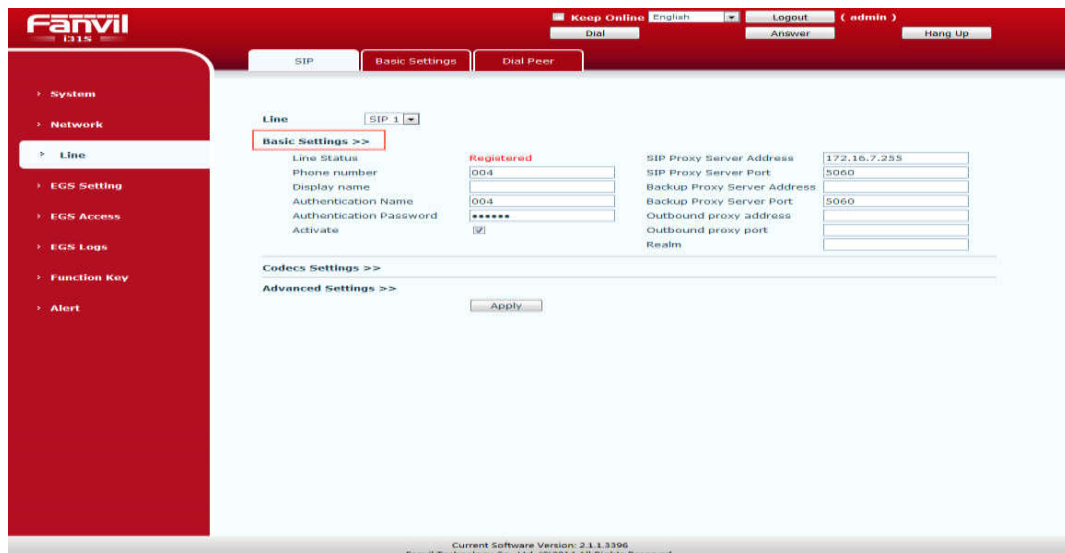 Fanvil
i31S
Keep Online English Logout ( admin )
Dial Answer Hang Up
SIP Basic Settings Dial Peer
› System
› Network
› Line
› EGS Setting
› EGS Access
› EGS Logs
› Function Key
› Alert
Line SIP 1
Basic Settings >>
Line Status Registered SIP Proxy Server Address 172.16.7.255
Phone number 004 SIP Proxy Server Port 5060
Display name Backup Proxy Server Address
Authentication Name 004 Backup Proxy Server Port 5060
Authentication Password •••••• Outbound proxy address
Activate Outbound proxy port
Realm
Codecs Settings >>
Advanced Settings >>
Apply
Current Software Version: 2.1.1.3396